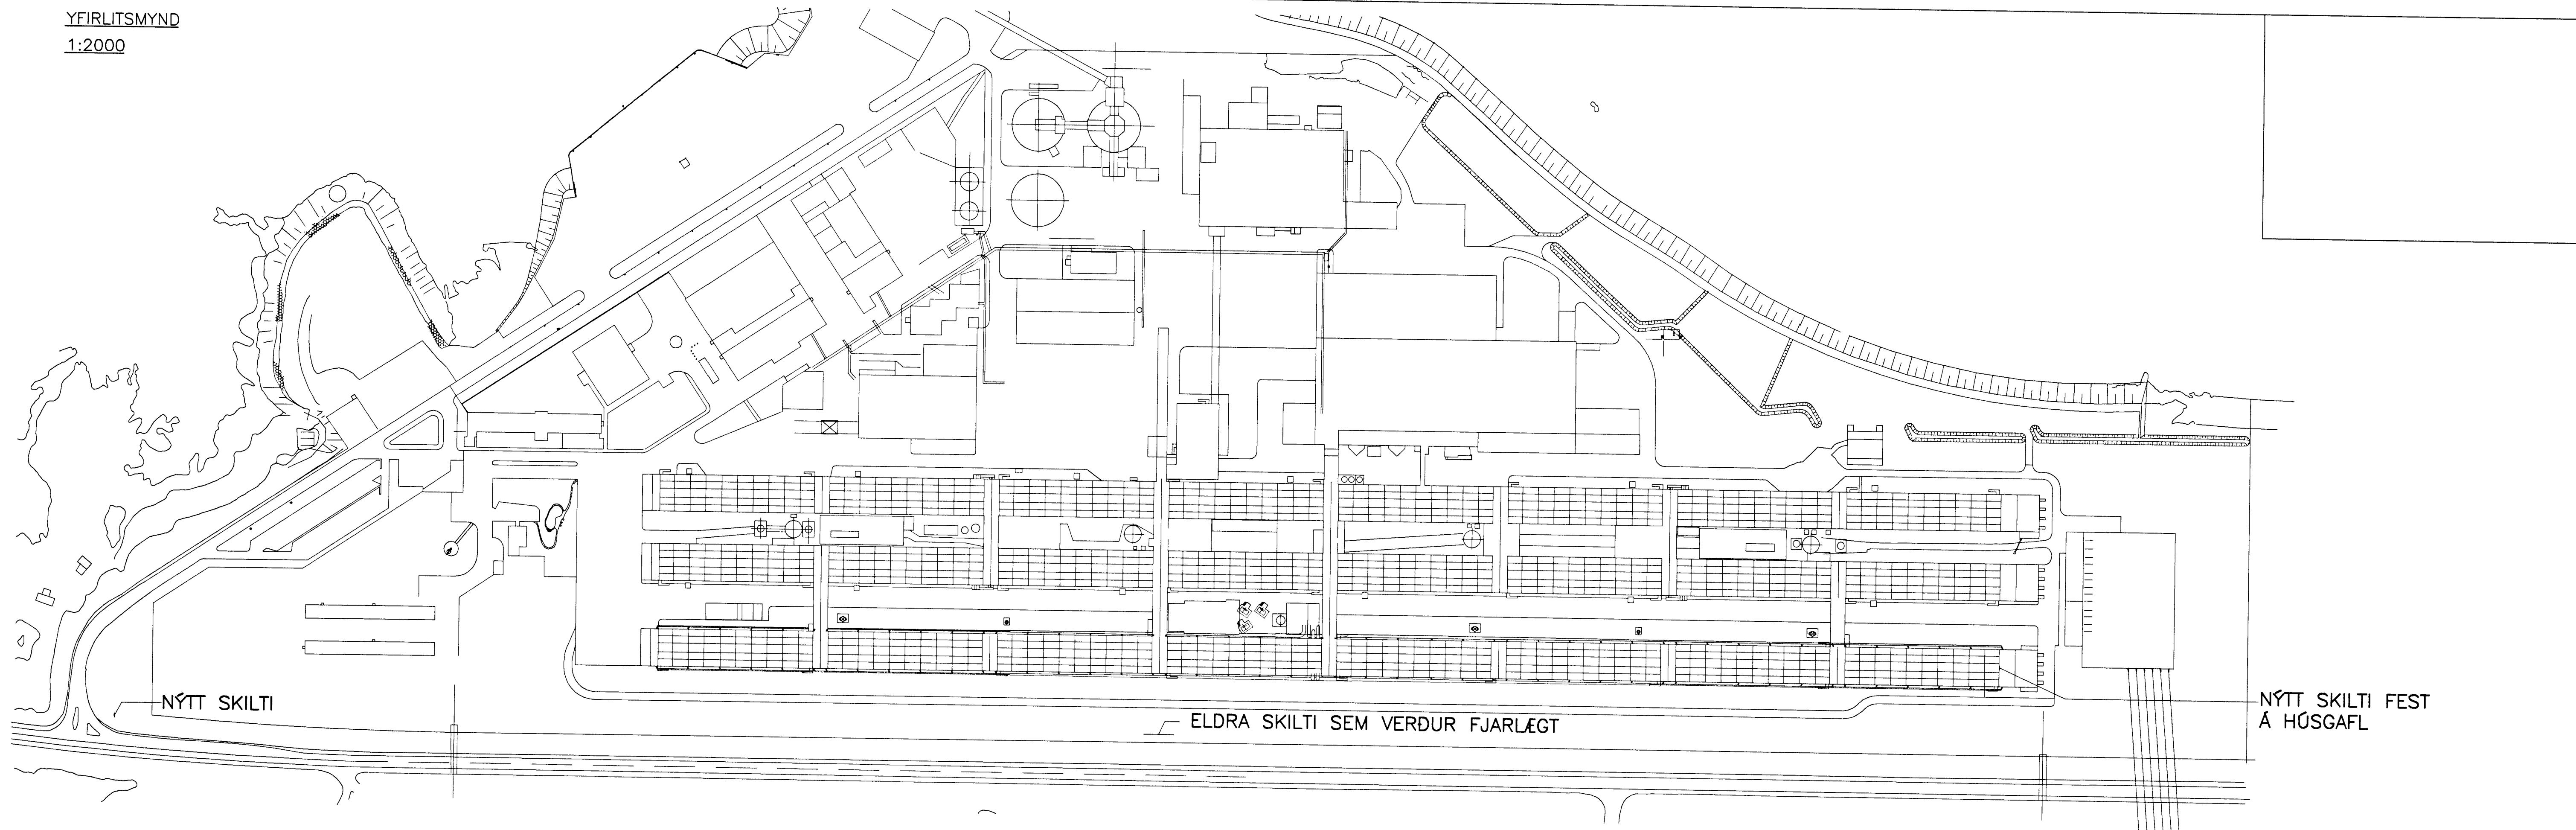 YFIRLITSMYND
1:2000
NÝTT SKILTI
ELDRA SKILTI SEM VERÐUR FJARLÆGT
NÝTT SKILTI FEST
Á HÚSGAFL